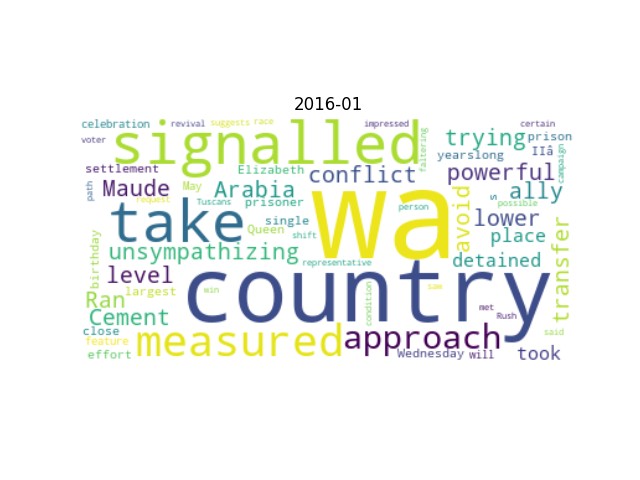 2016-01
celebration revival suggests race impressed certain
voter signalled faltering trying prison
yearslong IIâ campaign
settlement Elizabeth conflict powerful
path Maude May Arabia wa avoid s ally
request Tuscans prisoner person possible
take single lower
Queen shift place
birthday unsympathizing representative detained transfer
level country saw
Ran largest win condition met
Cement Rush
close measured approach said
feature
effort Wednesday will took